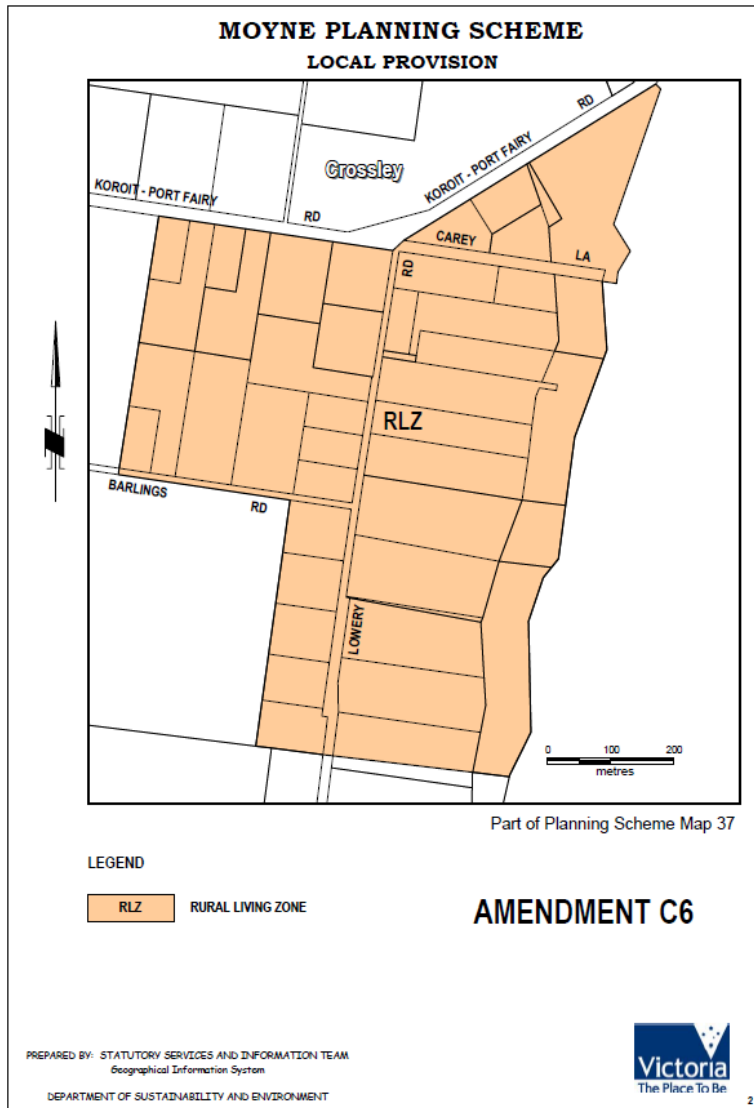 MOYNE PLANNING SCHEME
LOCAL PROVISION
RD
KOROIT - PORT FAIRY
Crossley
KOROIT - PORT FAIRY
RD
CAREY
LA
RD
RLZ
BARLINGS
RD
LOWERY
0 100 200
metres
Part of Planning Scheme Map 37
LEGEND
RLZ RURAL LIVING ZONE
AMENDMENT C6
PREPARED BY: STATUTORY SERVICES AND INFORMATION TEAM
Geographical Information System
DEPARTMENT OF SUSTAINABILITY AND ENVIRONMENT
Victoria
The Place To Be
2